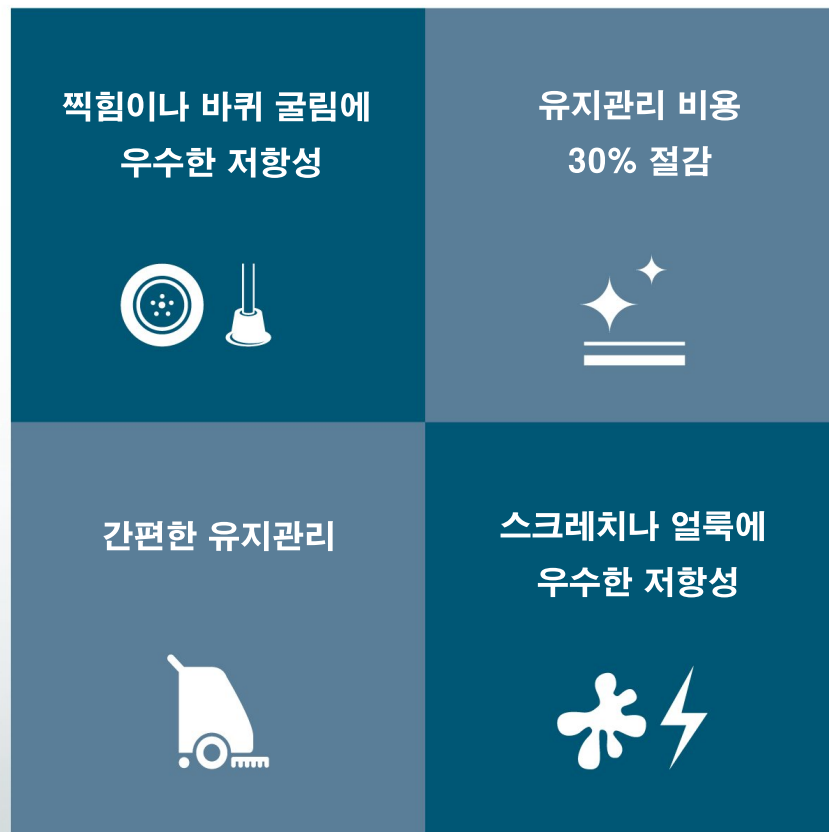 찍힘이나 바퀴 굴림에
우수한 저항성
유지관리 비용
30% 절감
간편한 유지관리
스크레치나 얼룩에
우수한 저항성